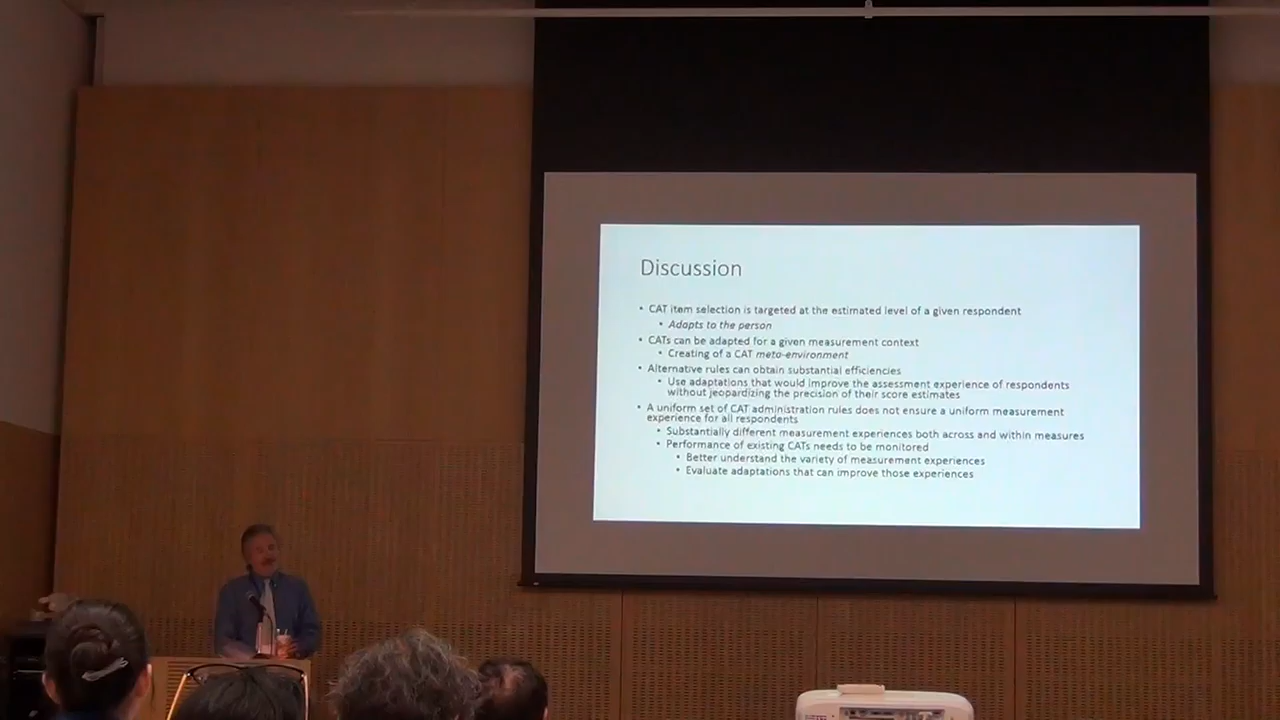 Discussion
• CAT item selection is targeted at the estimated level of a given respondent
• Adapts to the person
• CATs can be adapted for a given measurement context
• Creating of a CAT meta-environment
• Alternative rules can obtain substantial efficiencies
• Use adaptations that would improve the assessment experience of respondents
without jeopardizing the precision of their score estimates
• A uniform set of CAT administration rules does not ensure a uniform measurement
experience for all respondents
• Substantially different measurement experiences both across and within measures
• Performance of existing CATs needs to be monitored
• Better understand the variety of measurement experiences
• Evaluate adaptations that can improve those experiences